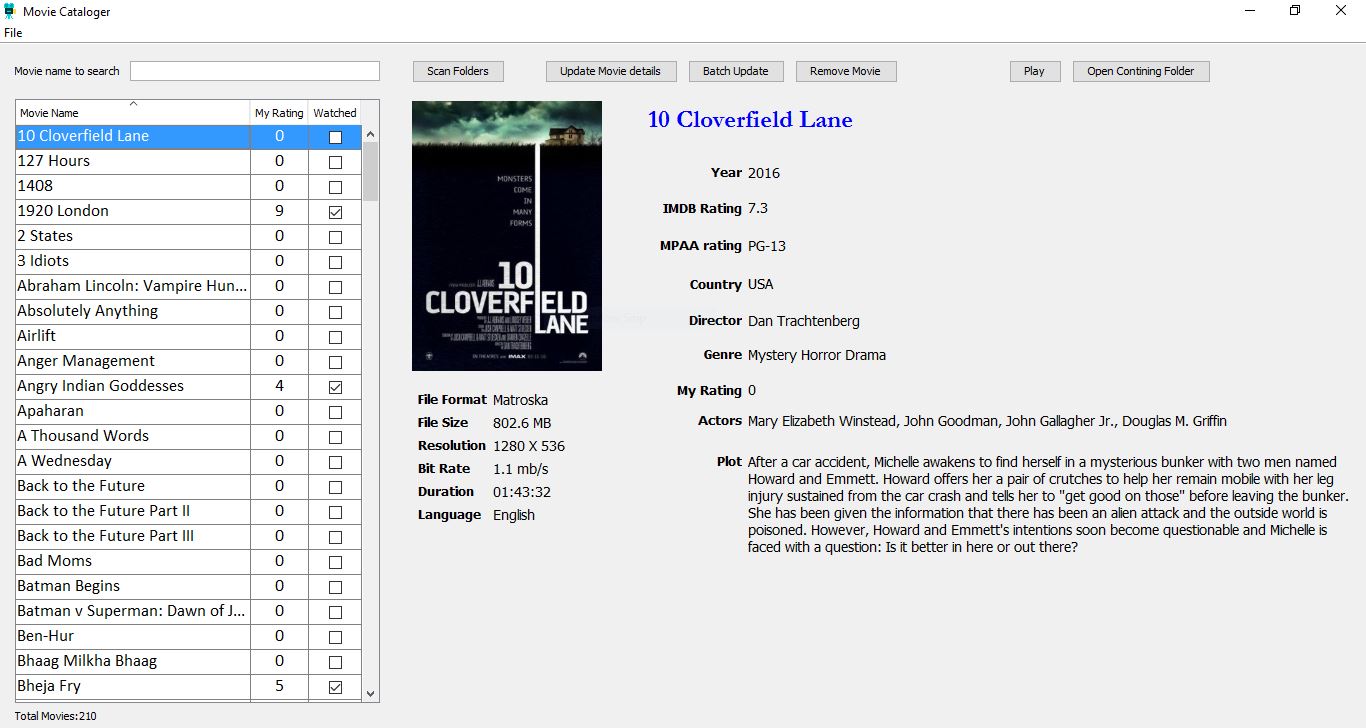 Movie Cataloger
File
Movie name to search
Scan Folders
Update Movie details
Batch Update
Remove Movie
Play
Open Contining Folder
Movie Name My Rating Watched
10 Cloverfield Lane 0
127 Hours 0
1408 0
1920 London 9
2 States 0
3 Idiots 0
Abraham Lincoln: Vampire Hun... 0
Absolutely Anything 0
Airlift 0
Anger Management 0
Angry Indian Goddesses 4
Apaharan 0
A Thousand Words 0
A Wednesday 0
Back to the Future 0
Back to the Future Part II 0
Back to the Future Part III 0
Bad Moms 0
Batman Begins 0
Batman v Superman: Dawn of J... 0
Ben-Hur 0
Bhaag Milkha Bhaag 0
Bheja Fry 5
Total Movies:210
MONSTERS
COME
IN
MANY
FORMS
10
CLOVERFIELD
LANE
File Format Matroska
File Size 802.6 MB
Resolution 1280 X 536
Bit Rate 1.1 mb/s
Duration 01:43:32
Language English
10 Cloverfield Lane
Year 2016
IMDB Rating 7.3
MPAA rating PG-13
Country USA
Director Dan Trachtenberg
Genre Mystery Horror Drama
My Rating 0
Actors Mary Elizabeth Winstead, John Goodman, John Gallagher Jr., Douglas M. Griffin
Plot After a car accident, Michelle awakens to find herself in a mysterious bunker with two men named
Howard and Emmett. Howard offers her a pair of crutches to help her remain mobile with her leg
injury sustained from the car crash and tells her to "get good on those" before leaving the bunker.
She has been given the information that there has been an alien attack and the outside world is
poisoned. However, Howard and Emmett's intentions soon become questionable and Michelle is
faced with a question: Is it better in here or out there?